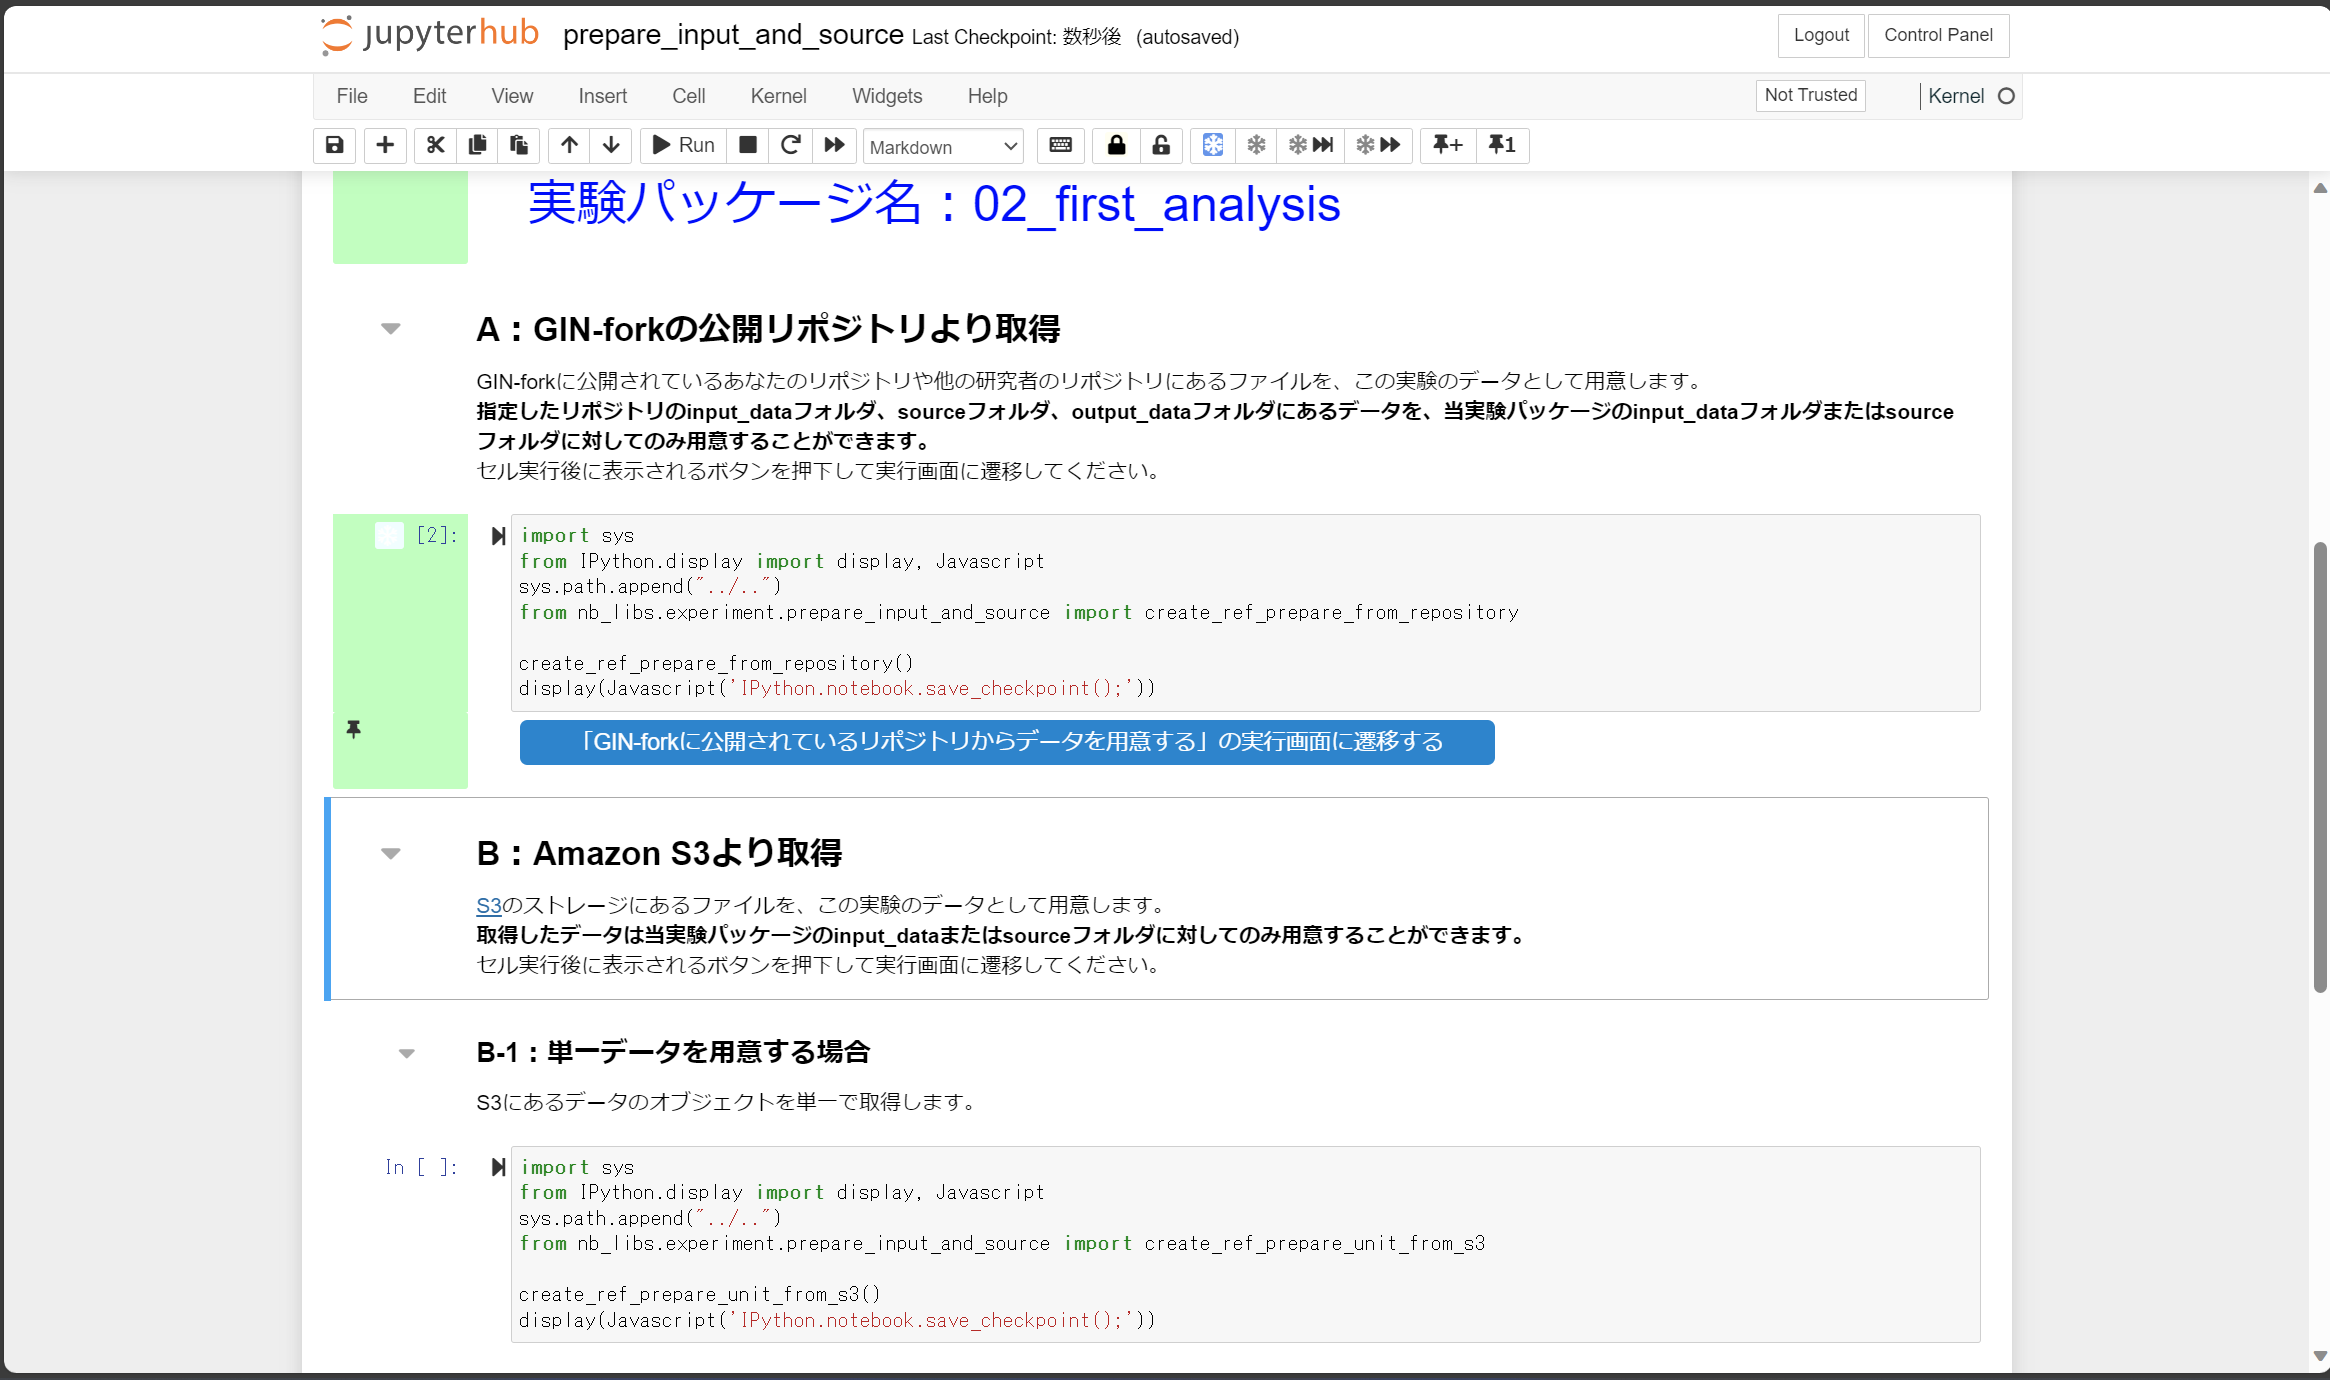 jupyterhub prepare_input_and_source Last Checkpoint: 数秒後 (autosaved) Logout Control Panel
File Edit View Insert Cell Kernel Widgets Help Not Trusted Kernel
Run Markdown +1
実験パッケージ名：02_first_analysis
A：GIN-forkの公開リポジトリより取得
GIN-forkに公開されているあなたのリポジトリや他の研究者のリポジトリにあるファイルを、この実験のデータとして用意します。
指定したリポジトリのinput_dataフォルダ、sourceフォルダ、output_dataフォルダにあるデータを、当実験パッケージのinput_dataフォルダまたはsource
フォルダに対してのみ用意することができます。
セル実行後に表示されるボタンを押下して実行画面に遷移してください。
[2]: import sys
from IPython.display import display, Javascript
sys.path.append("../..")
from nb_libs.experiment.prepare_input_and_source import create_ref_prepare_from_repository
create_ref_prepare_from_repository()
display(Javascript('IPython.notebook.save_checkpoint();'))
「GIN-forkに公開されているリポジトリからデータを用意する」の実行画面に遷移する
B：Amazon S3より取得
S3のストレージにあるファイルを、この実験のデータとして用意します。
取得したデータは当実験パッケージのinput_dataまたはsourceフォルダに対してのみ用意することができます。
セル実行後に表示されるボタンを押下して実行画面に遷移してください。
B-1：単一データを用意する場合
S3にあるデータのオブジェクトを単一で取得します。
In [ ]: import sys
from IPython.display import display, Javascript
sys.path.append("../..")
from nb_libs.experiment.prepare_input_and_source import create_ref_prepare_unit_from_s3
create_ref_prepare_unit_from_s3()
display(Javascript('IPython.notebook.save_checkpoint();'))